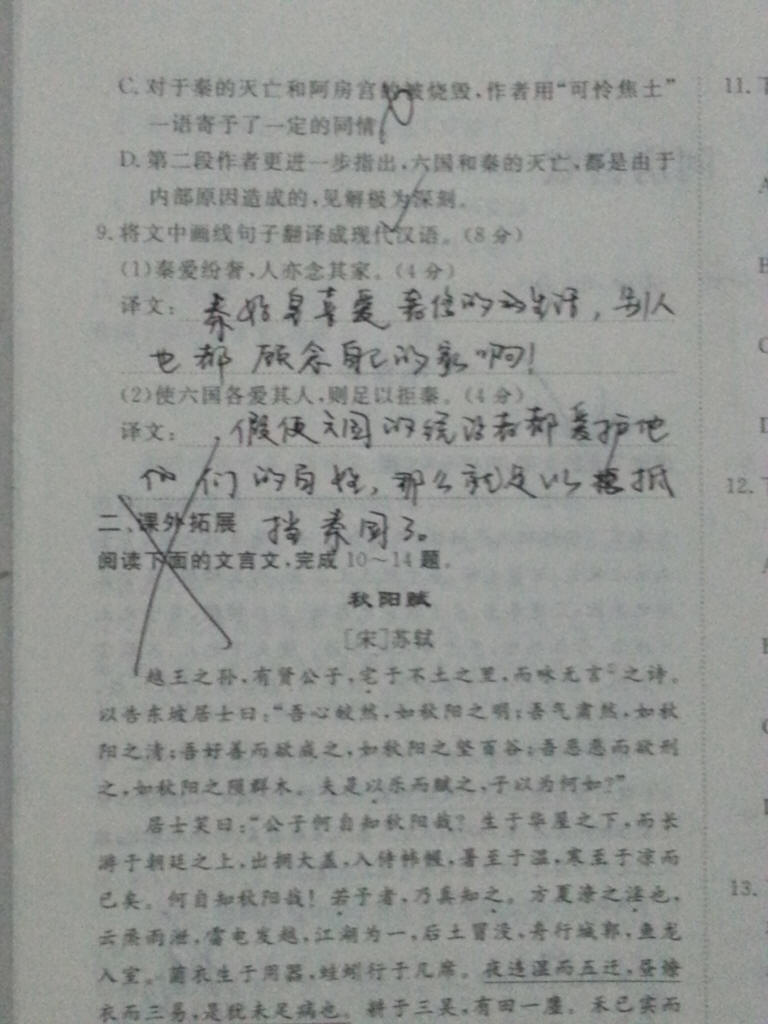 C. 对于秦的灭亡和阿房宫的被烧毁,作者用“可怜焦土”
一语寄予了一定的同情。
D. 第二段作者更进一步指出,六国和秦的灭亡,都是由于
内部原因造成的,见解极为深刻。
9. 将文中画线句子翻译成现代汉语。(8分)
(1)秦爱纷奢,人亦念其家。(4分)
译文: 秦始皇喜爱奢侈的生活,别人
也都顾念自己的家啊!
(2)使六国各爱其人,则足以拒秦。(4分)
译文: 假使六国的统治者都爱护他
们的百姓,那么就足以抵
挡秦国了。
二、课外拓展
阅读下面的文言文,完成10~14题。
秋阳赋
[宋]苏轼
越王之孙,有贤公子,宅于不土之里,而咏无言①之诗。
以告东坡居士曰:“吾心皎然,如秋阳之明;吾气肃然,如秋
阳之清;吾好善而欲成之,如秋阳之坚百谷;吾恶恶而欲刑
之,如秋阳之陨群木。夫是以乐而赋之,子以为何如?”
居士笑曰:“公子何自知秋阳哉?生于华屋之下,而长
游于朝廷之上,出拥大盖,入侍帏幄,暑至于温,寒至于凉而
已矣。何自知秋阳哉!若予者,乃真知之。方夏潦之淫也,
云烝雨泄,雷电发越,江湖为一,后土冒没,舟行城郭,鱼龙
入室。菌衣生于用器,蛙蚓行于几席。夜违湿而五迁,昼燎
衣而三易,是犹未足病也。耕于三吴,有田一廛。禾已实而
11.
12.
13.